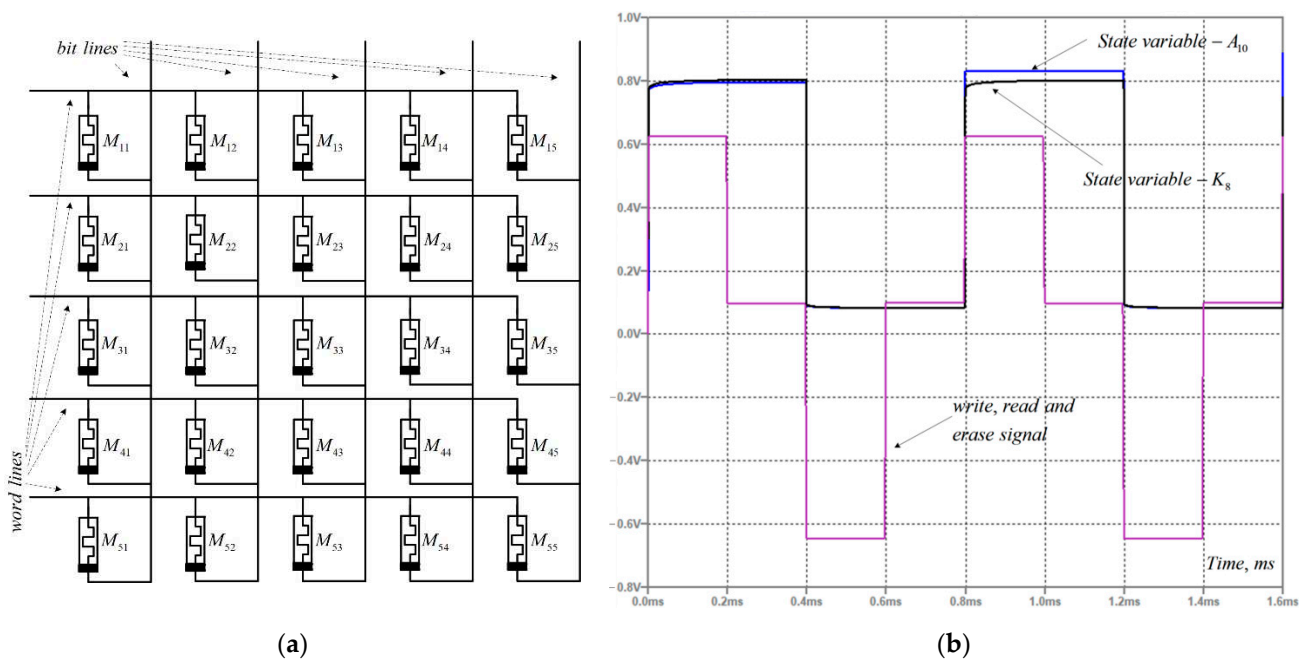 bit lines
M11 M12 M13 M14 M15
M21 M22 M23 M24 M25
M31 M32 M33 M34 M35
M41 M42 M43 M44 M45
M51 M52 M53 M54 M55
word lines
(a)
1.0V
0.8V
0.6V
0.4V
0.2V
0.0V
-0.2V
-0.4V
-0.6V
-0.8V
State variable – A10
State variable – K8
write, read and
erase signal
Time, ms
0.0ms 0.2ms 0.4ms 0.6ms 0.8ms 1.0ms 1.2ms 1.4ms 1.6ms
(b)